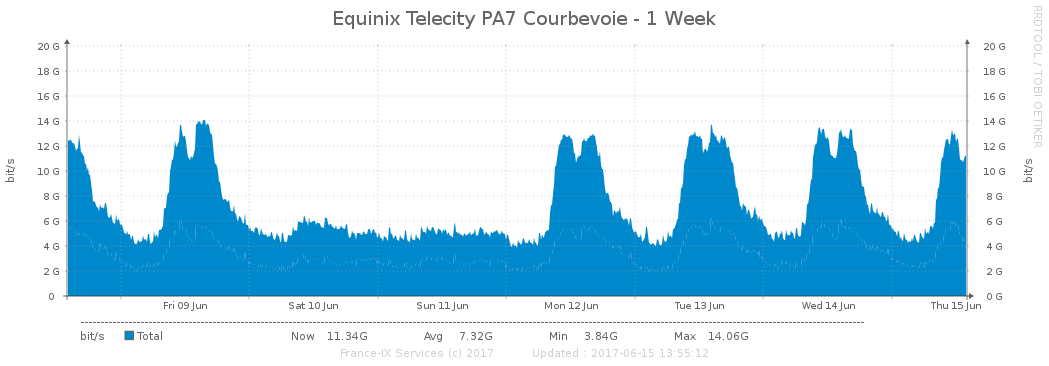 Equinix Telecity PA7 Courbevoie - 1 Week
RRDTOOL / TOBI OETIKER
20 G 20 G
18 G 18 G
16 G 16 G
14 G 14 G
12 G 12 G
10 G 10 G
8 G 8 G
6 G 6 G
4 G 4 G
2 G 2 G
0 0 G
bit/s
bit/s
Fri 09 Jun Sat 10 Jun Sun 11 Jun Mon 12 Jun Tue 13 Jun Wed 14 Jun Thu 15 Jun
bit/s Total Now 11.34G Avg 7.32G Min 3.84G Max 14.06G
France-IX Services (c) 2017 Updated : 2017-06-15 13:55:12